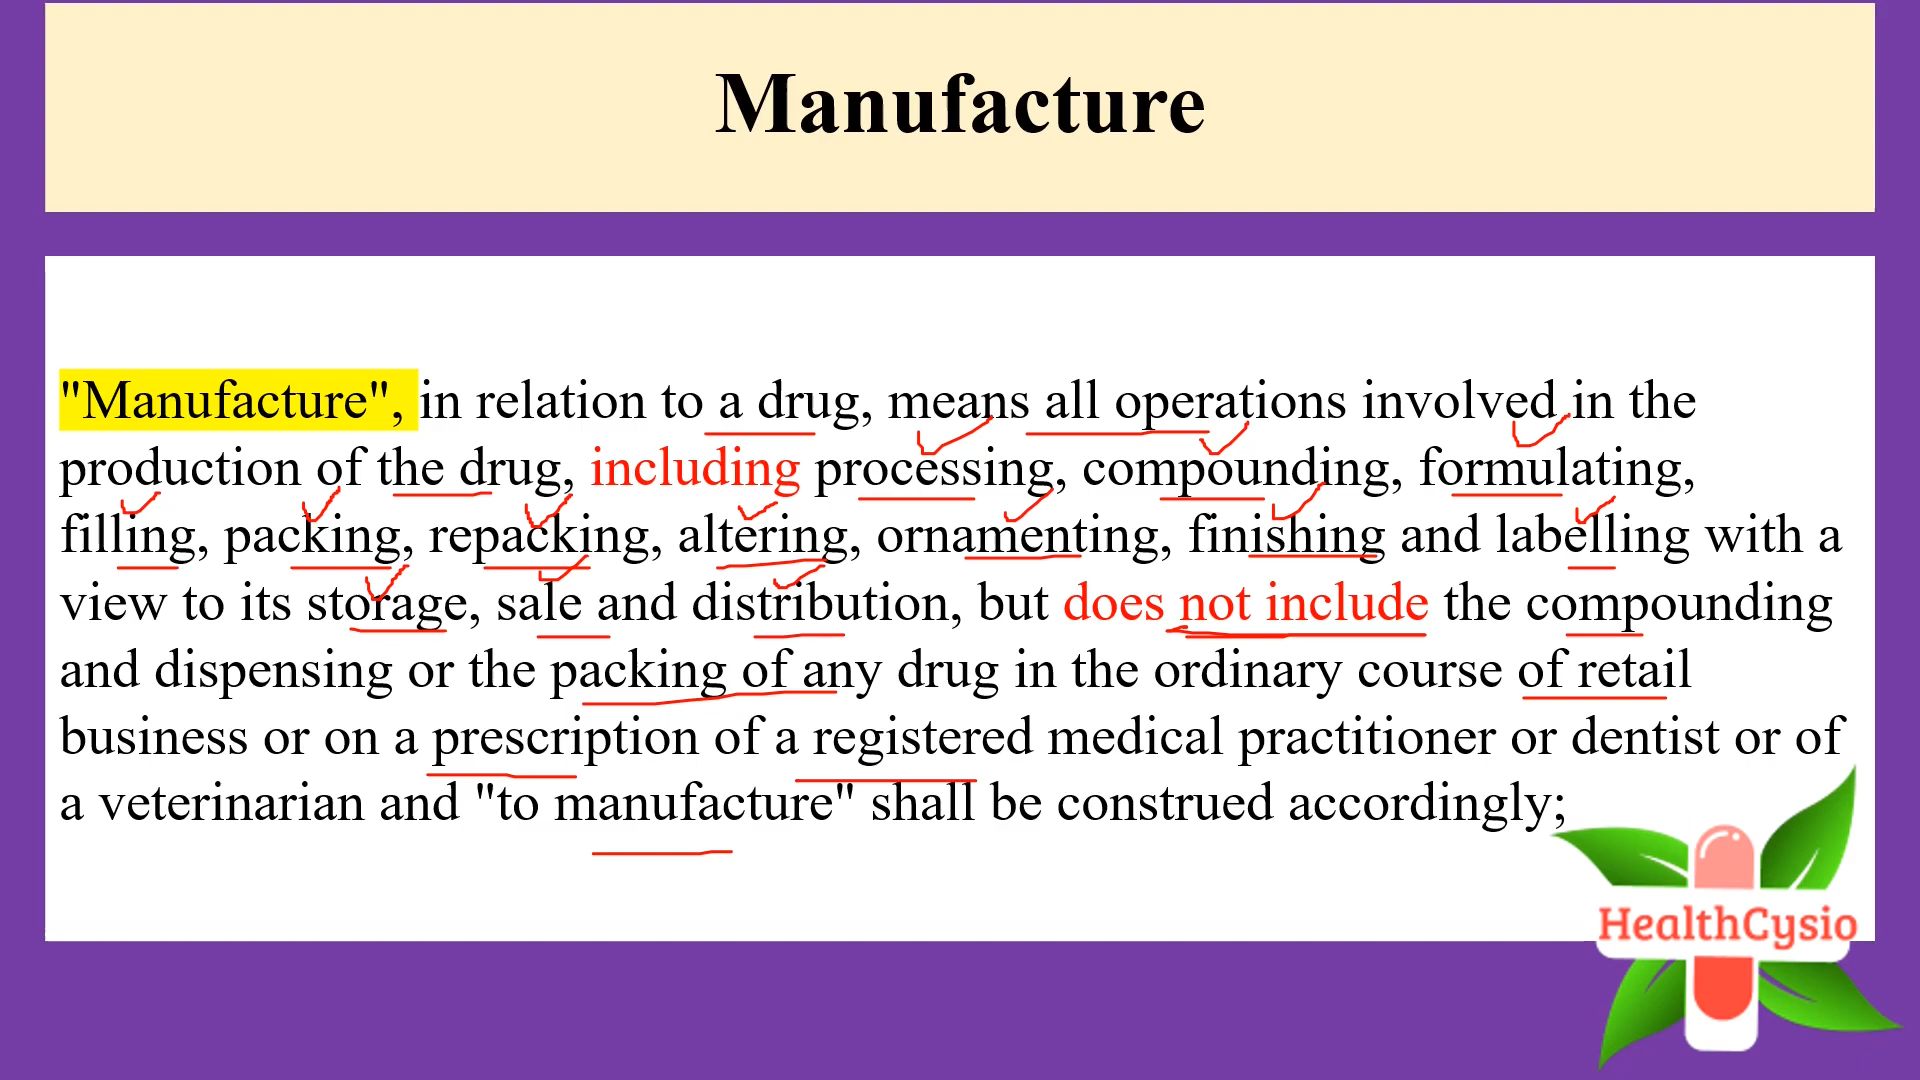 Manufacture
"Manufacture", in relation to a drug, means all operations involved in the
production of the drug, including processing, compounding, formulating,
filling, packing, repacking, altering, ornamenting, finishing and labelling with a
view to its storage, sale and distribution, but does not include the compounding
and dispensing or the packing of any drug in the ordinary course of retail
business or on a prescription of a registered medical practitioner or dentist or of
a veterinarian and "to manufacture" shall be construed accordingly;
HealthCysio